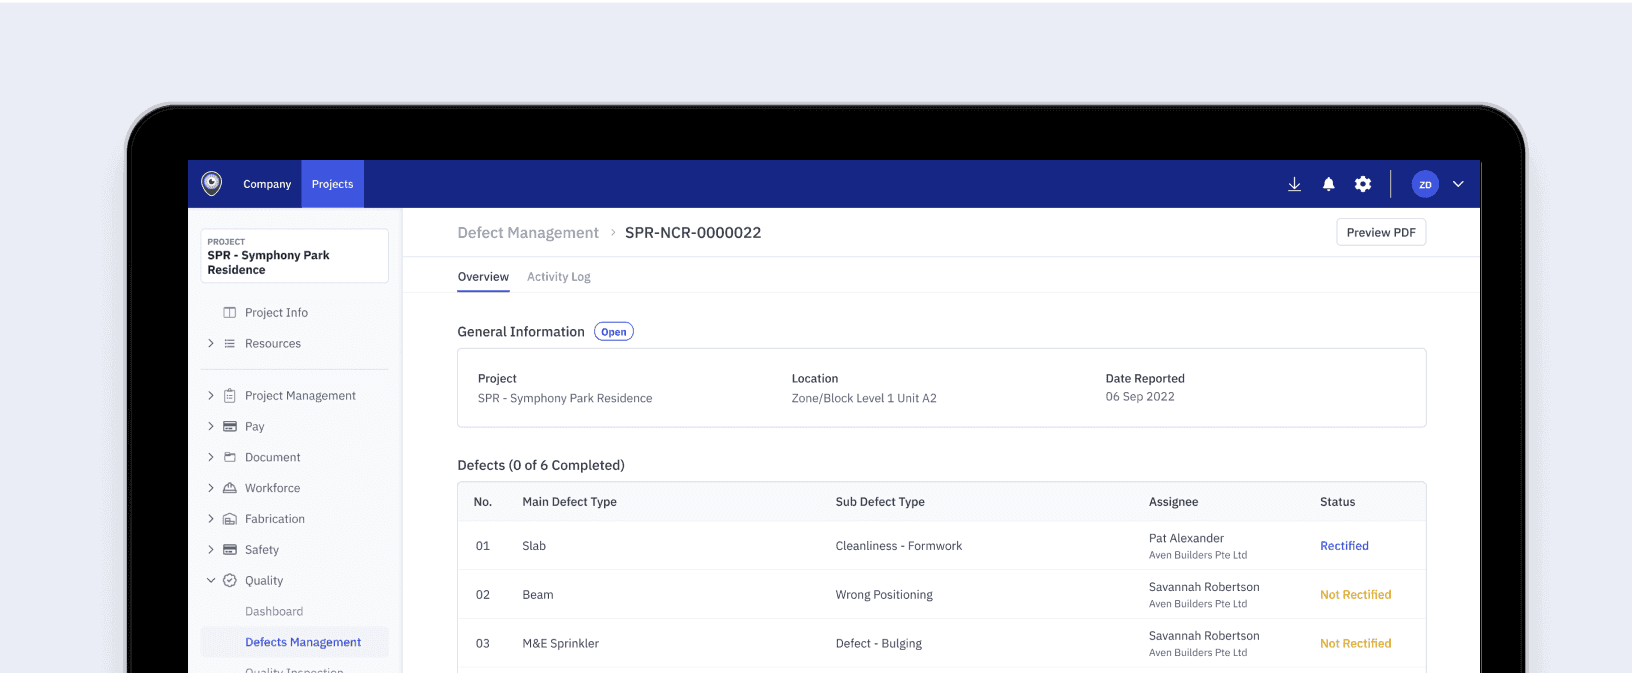 Company
Projects
ZD
PROJECT
SPR - Symphony Park
Residence
Project Info
Resources
Project Management
Pay
Document
Workforce
Fabrication
Safety
Quality
Dashboard
Defects Management
Quality Inspection
Defect Management › SPR-NCR-0000022
Preview PDF
Overview
Activity Log
General Information
Open
Project
SPR - Symphony Park Residence
Location
Zone/Block Level 1 Unit A2
Date Reported
06 Sep 2022
Defects (0 of 6 Completed)
No. Main Defect Type Sub Defect Type Assignee Status
01 Slab Cleanliness - Formwork Pat Alexander Rectified
Aven Builders Pte Ltd
02 Beam Wrong Positioning Savannah Robertson Not Rectified
Aven Builders Pte Ltd
03 M&E Sprinkler Defect - Bulging Savannah Robertson Not Rectified
Aven Builders Pte Ltd